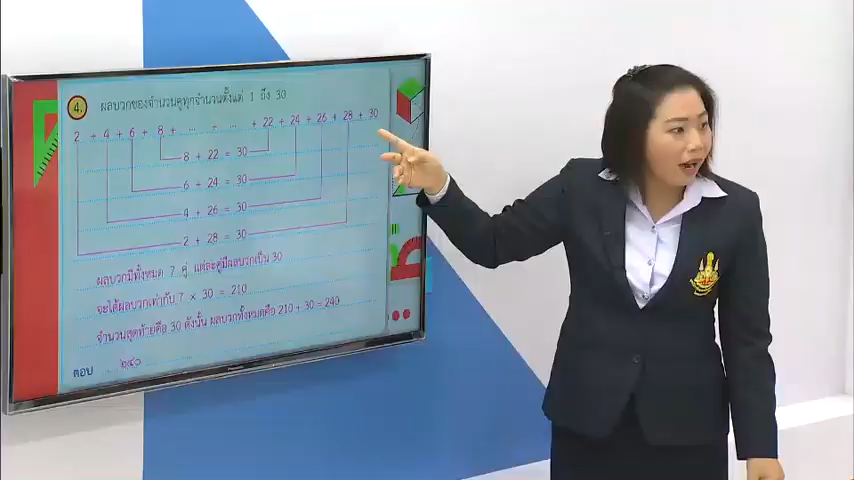 4. ผลบวกของจำนวนคู่ทุกจำนวนตั้งแต่ 1 ถึง 30
2 + 4 + 6 + 8 + ... + ... + 22 + 24 + 26 + 28 + 30
8 + 22 = 30
6 + 24 = 30
4 + 26 = 30
2 + 28 = 30
ผลบวกมีทั้งหมด 7 คู่ แต่ละคู่มีผลบวกเป็น 30
จะได้ผลบวกเท่ากับ 7 × 30 = 210
จำนวนสุดท้ายคือ 30 ดังนั้น ผลบวกทั้งหมดคือ 210 + 30 = 240
ตอบ ๒๔๐